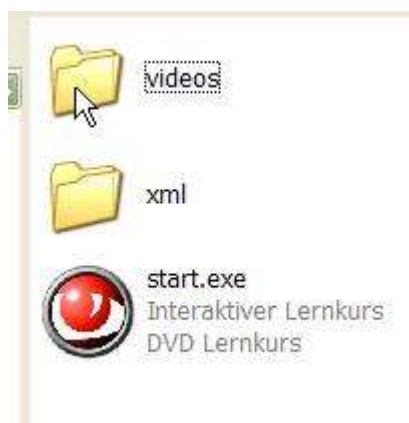 videos
xml
start.exe
Interaktiver Lernkurs
DVD Lernkurs